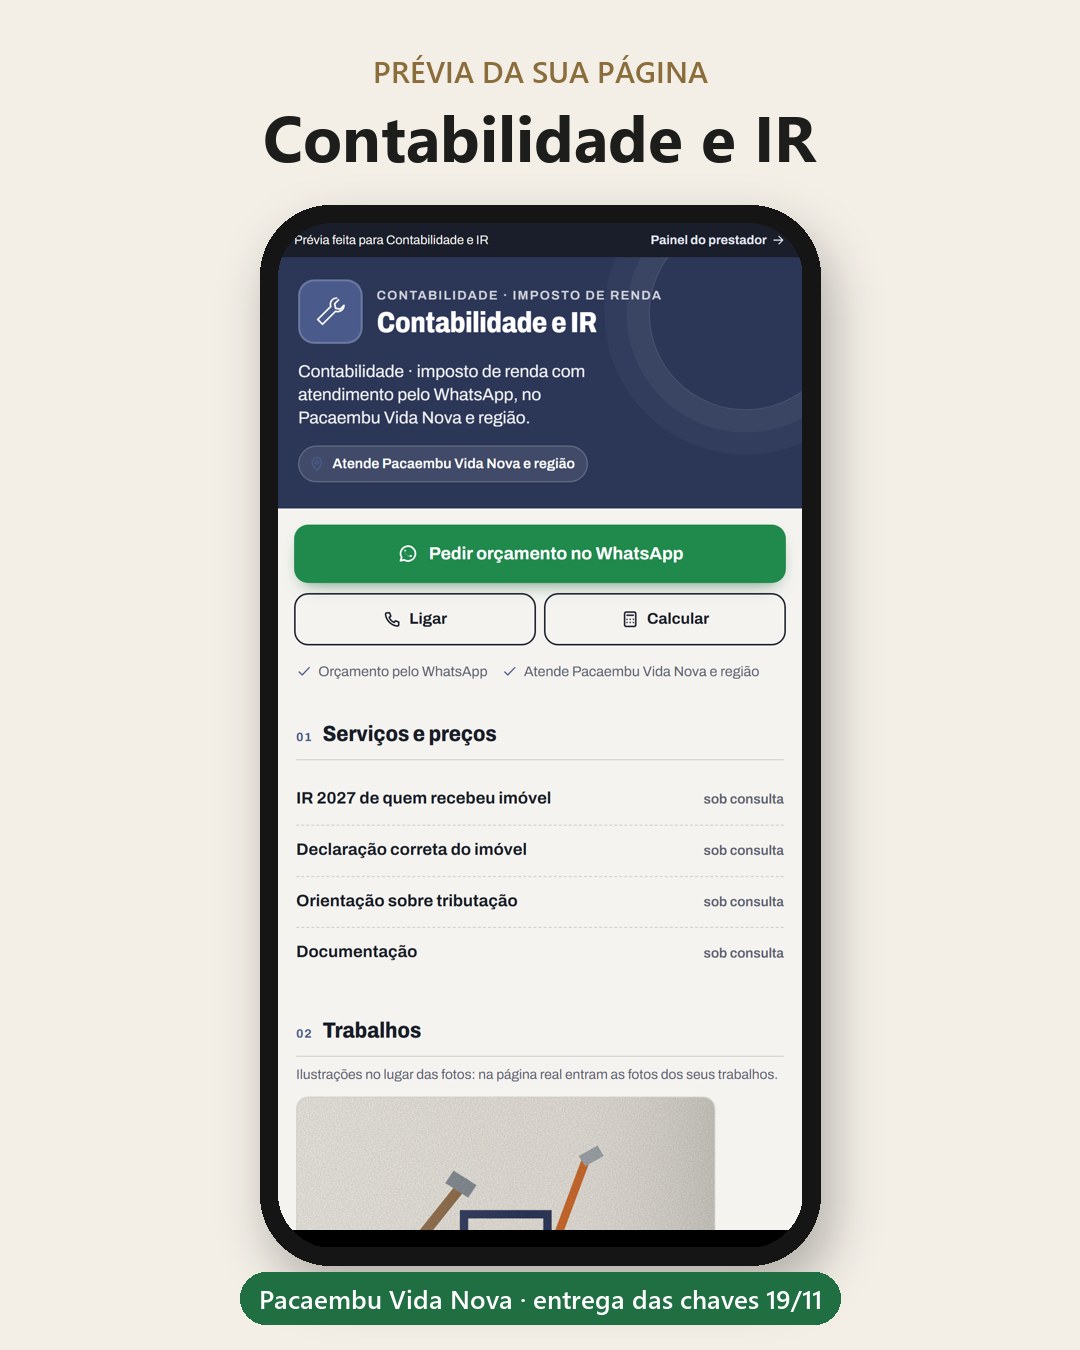 PRÉVIA DA SUA PÁGINA
Contabilidade e IR
Prévia feita para Contabilidade e IR
Painel do prestador →
CONTABILIDADE · IMPOSTO DE RENDA
Contabilidade e IR
Contabilidade · imposto de renda com
atendimento pelo WhatsApp, no
Pacaembu Vida Nova e região.
Atende Pacaembu Vida Nova e região
Pedir orçamento no WhatsApp
Ligar
Calcular
Orçamento pelo WhatsApp
Atende Pacaembu Vida Nova e região
01 Serviços e preços
IR 2027 de quem recebeu imóvel sob consulta
Declaração correta do imóvel sob consulta
Orientação sobre tributação sob consulta
Documentação sob consulta
02 Trabalhos
Ilustrações no lugar das fotos: na página real entram as fotos dos seus trabalhos.
Pacaembu Vida Nova · entrega das chaves 19/11